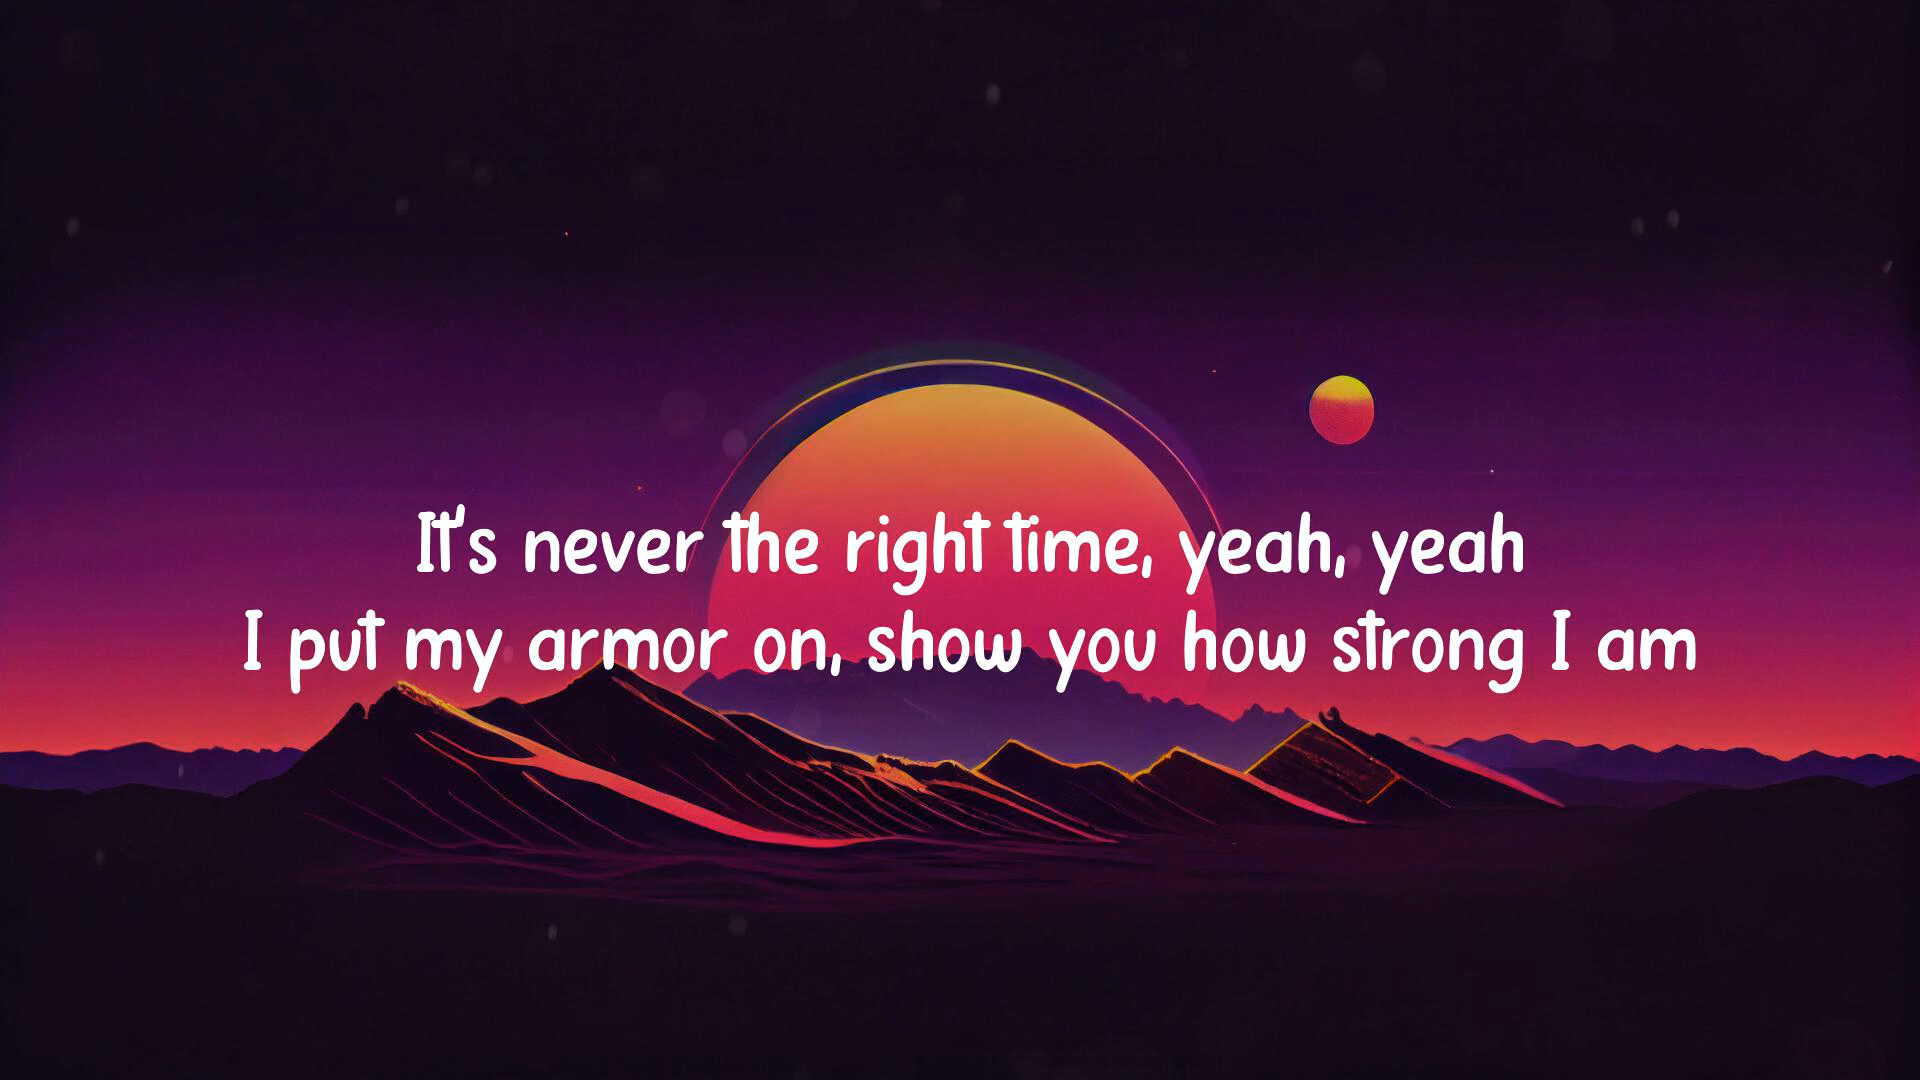 It's never the right time, yeah, yeah
I put my armor on, show you how strong I am